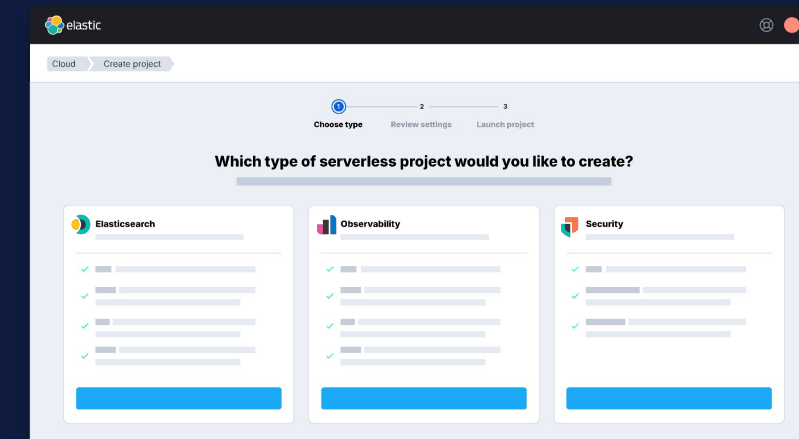 elastic
Cloud Create project
1 2 3
Choose type Review settings Launch project
Which type of serverless project would you like to create?
Elasticsearch Observability Security